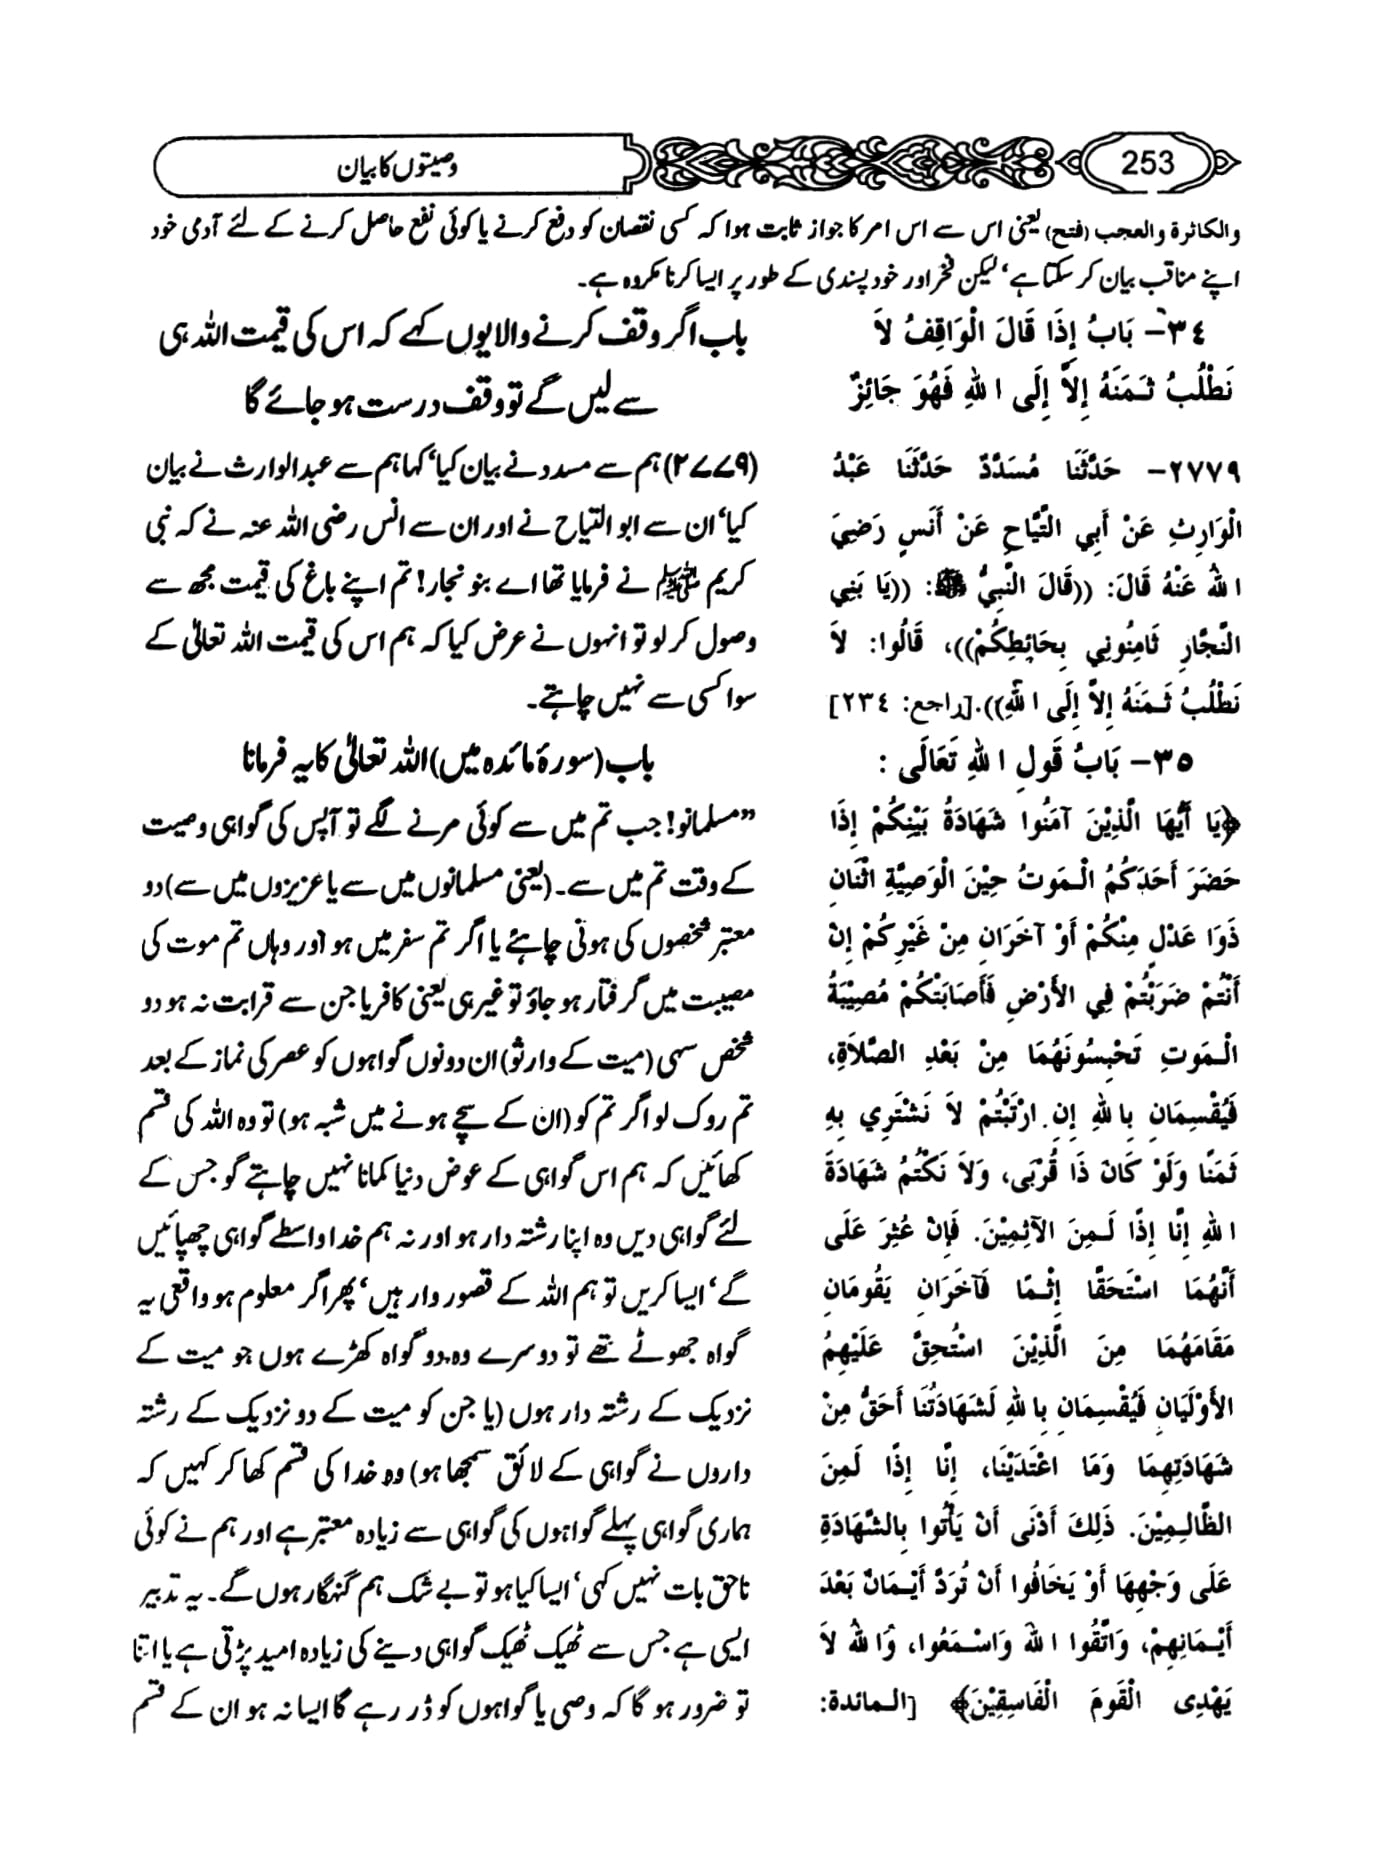 وصیتوں کا بیان
253
والکاثرۃ والعجب (فتح) یعنی اس سے اس امر کا جواز ثابت ہوا کہ کسی نقصان کو دفع کرنے یا کوئی نفع حاصل کرنے کے لئے آدمی خود
اپنے مناقب بیان کر سکتا ہے‘ لیکن فخر اور خود پسندی کے طور پر ایسا کرنا مکروہ ہے۔
٣٤- بَابُ إِذَا قَالَ الْوَاقِفُ لاَ
نَطْلُبُ ثَـمَنَهُ إِلاَّ إِلَى اللهِ فَهُوَ جَائِزٌ
٢٧٧٩- حَدَّثَنَا مُسَدَّدٌ حَدَّثَنَا عَبْدُ
الْوَارِثِ عَنْ أَبِي التَّيَّاحِ عَنْ أَنَسٍ رَضِيَ
اللهُ عَنْهُ قَالَ: ((قَالَ النَّبِيُّ ﷺ: ((يَا بَنِي
النَّجَّارِ ثَامِنُونِي بِحَائِطِكُمْ))، قَالُوا: لاَ
نَطْلُبُ ثَـمَنَهُ إِلاَّ إِلَى اللهِ)).[راجع: ٢٣٤]
٣٥- بَابُ قَولِ اللهِ تَعَالَى :
﴿يَا أَيُّهَا الَّذِيْنَ آمَنُوا شَهَادَةُ بَيْنِكُمْ إِذَا
حَضَرَ أَحَدَكُمُ الْـمَوتُ حِيْنَ الْوَصِيَّةِ اثْنَانِ
ذَوَا عَدْلٍ مِنْكُمْ أَوْ آخَرَانِ مِنْ غَيْرِكُمْ إِنْ
أَنْتُمْ ضَرَبْتُمْ فِي الأَرْضِ فَأَصَابَتْكُمْ مُصِيْبَةُ
الْـمَوتِ تَحْبِسُونَهُمَا مِنْ بَعْدِ الصَّلاَةِ،
فَيُقْسِمَانِ بِاللهِ إِنِ ارْتَبْتُمْ لاَ نَشْتَرِي بِهِ
ثَمَنًا وَلَوْ كَانَ ذَا قُرْبَى، وَلاَ نَكْتُمُ شَهَادَةَ
اللهِ إِنَّا إِذًا لَـمِنَ الآثِمِيْنَ. فَإِنْ عُثِرَ عَلَى
أَنَّهُمَا اسْتَحَقَّا إِثْـمًا فَآخَرَانِ يَقُومَانِ
مَقَامَهُمَا مِنَ الَّذِيْنَ اسْتُحِقَّ عَلَيْهِمُ
الأَوْلَيَانِ فَيُقْسِمَانِ بِاللهِ لَشَهَادَتُنَا أَحَقُّ مِنْ
شَهَادَتِهِمَا وَمَا اعْتَدَيْنَا، إِنَّا إِذًا لَمِنَ
الظَّالِـمِيْنَ. ذَلِكَ أَدْنَى أَنْ يَأْتُوا بِالشَّهَادَةِ
عَلَى وَجْهِهَا أَوْ يَخَافُوا أَنْ تُرَدَّ أَيْـمَانٌ بَعْدَ
أَيْـمَانِهِمْ، وَاتَّقُوا اللهَ وَاسْـمَعُوا، وَاللهُ لاَ
يَهْدِى الْقَومَ الْفَاسِقِيْنَ﴾ [الـمائدة:
باب اگر وقف کرنے والا یوں کہے کہ اس کی قیمت اللہ ہی
سے لیں گے تو وقف درست ہو جائے گا
(۲۷۷۹) ہم سے مسدد نے بیان کیا‘ کہا ہم سے عبدالوارث نے بیان
کیا‘ ان سے ابو التیاح نے اور ان سے انس رضی اللہ عنہ نے کہ نبی
کریم ﷺ نے فرمایا تھا اے بنو نجار! تم اپنے باغ کی قیمت مجھ سے
وصول کر لو تو انہوں نے عرض کیا کہ ہم اس کی قیمت اللہ تعالیٰ کے
سوا کسی سے نہیں چاہتے۔
باب (سورۂ مائدہ میں) اللہ تعالیٰ کا یہ فرمانا
”مسلمانو! جب تم میں سے کوئی مرنے لگے تو آپس کی گواہی وصیت
کے وقت تم میں سے۔ (یعنی مسلمانوں میں سے یا عزیزوں میں سے) دو
معتبر شخصوں کی ہونی چاہئے یا اگر تم سفر میں ہو اور وہاں تم موت کی
مصیبت میں گرفتار ہو جاؤ تو غیر ہی یعنی کافر یا جن سے قرابت نہ ہو دو
شخص سہی (میت کے وارثو) ان دونوں گواہوں کو عصر کی نماز کے بعد
تم روک لو اگر تم کو (ان کے سچے ہونے میں شبہ ہو) تو وہ اللہ کی قسم
کھائیں کہ ہم اس گواہی کے عوض دنیا کمانا نہیں چاہتے گو جس کے
لئے گواہی دیں وہ اپنا رشتہ دار ہو اور نہ ہم خدا واسطے گواہی چھپائیں
گے‘ ایسا کریں تو ہم اللہ کے قصور وار ہیں‘ پھر اگر معلوم ہو واقعی یہ
گواہ جھوٹے تھے تو دوسرے وہ دو گواہ کھڑے ہوں جو میت کے
نزدیک کے رشتہ دار ہوں (یا جن کو میت کے دو نزدیک کے رشتہ
داروں نے گواہی کے لائق سمجھا ہو) وہ خدا کی قسم کھا کر کہیں کہ
ہماری گواہی پہلے گواہوں کی گواہی سے زیادہ معتبر ہے اور ہم نے کوئی
ناحق بات نہیں کہی‘ ایسا کیا ہو تو بے شک ہم گنہگار ہوں گے۔ یہ تدبیر
ایسی ہے جس سے ٹھیک ٹھیک گواہی دینے کی زیادہ امید پڑتی ہے یا اتنا
تو ضرور ہو گا کہ وصی یا گواہوں کو ڈر رہے گا ایسا نہ ہو ان کے قسم